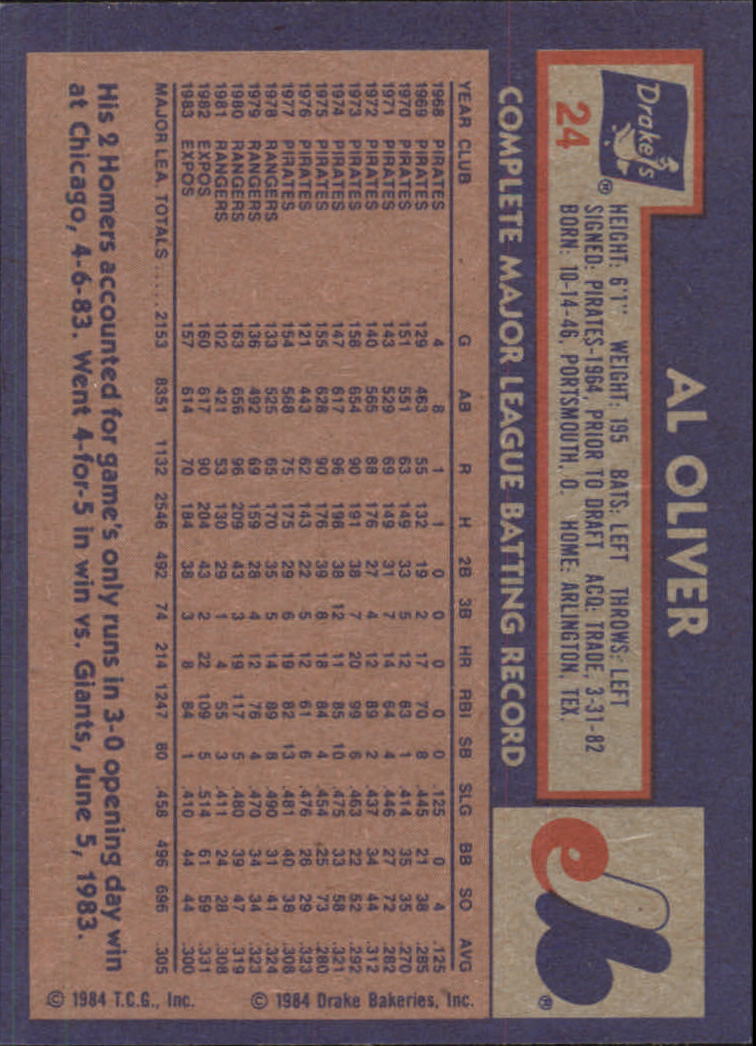 Drake's ®
24
AL OLIVER
HEIGHT: 6'1" WEIGHT: 195 BATS: LEFT THROWS: LEFT
SIGNED: PIRATES-1964, PRIOR TO DRAFT ACQ: TRADE, 3-31-82
BORN: 10-14-46, PORTSMOUTH, O. HOME: ARLINGTON, TEX.
®
COMPLETE MAJOR LEAGUE BATTING RECORD
YEAR CLUB G AB R H 2B 3B HR RBI SB SLG BB SO AVG
1968 PIRATES 4 8 1 1 0 0 0 0 0 .125 0 4 .125
1969 PIRATES 129 463 55 132 19 2 17 70 8 .445 21 38 .285
1970 PIRATES 151 551 63 149 33 5 12 63 1 .414 35 35 .270
1971 PIRATES 143 529 69 149 31 7 14 64 4 .446 27 72 .282
1972 PIRATES 140 565 88 176 27 4 12 89 2 .437 34 44 .312
1973 PIRATES 158 654 90 191 38 7 20 99 6 .463 22 52 .292
1974 PIRATES 147 617 96 198 38 12 11 85 10 .475 33 58 .321
1975 PIRATES 155 628 90 176 39 8 18 84 4 .454 25 73 .280
1976 PIRATES 121 443 62 143 22 5 12 61 6 .476 26 29 .323
1977 PIRATES 154 568 75 175 29 6 19 82 13 .481 40 38 .308
1978 RANGERS 133 525 65 170 35 5 14 89 8 .490 31 41 .324
1979 RANGERS 136 492 69 159 28 4 12 76 4 .470 34 34 .323
1980 RANGERS 163 656 96 209 43 3 19 117 5 .480 39 47 .319
1981 RANGERS 102 421 53 130 29 1 4 55 3 .411 24 28 .308
1982 EXPOS 160 617 90 204 43 2 22 109 5 .514 61 59 .331
1983 EXPOS 157 614 70 184 38 3 8 84 1 .410 44 44 .300
MAJOR LEA. TOTALS ..... 2153 8351 1132 2546 492 74 214 1247 80 .458 496 696 .305
His 2 Homers accounted for game's only runs in 3-0 opening day win
at Chicago, 4-6-83. Went 4-for-5 in win vs. Giants, June 5, 1983.
© 1984 T.C.G., Inc. © 1984 Drake Bakeries, Inc.